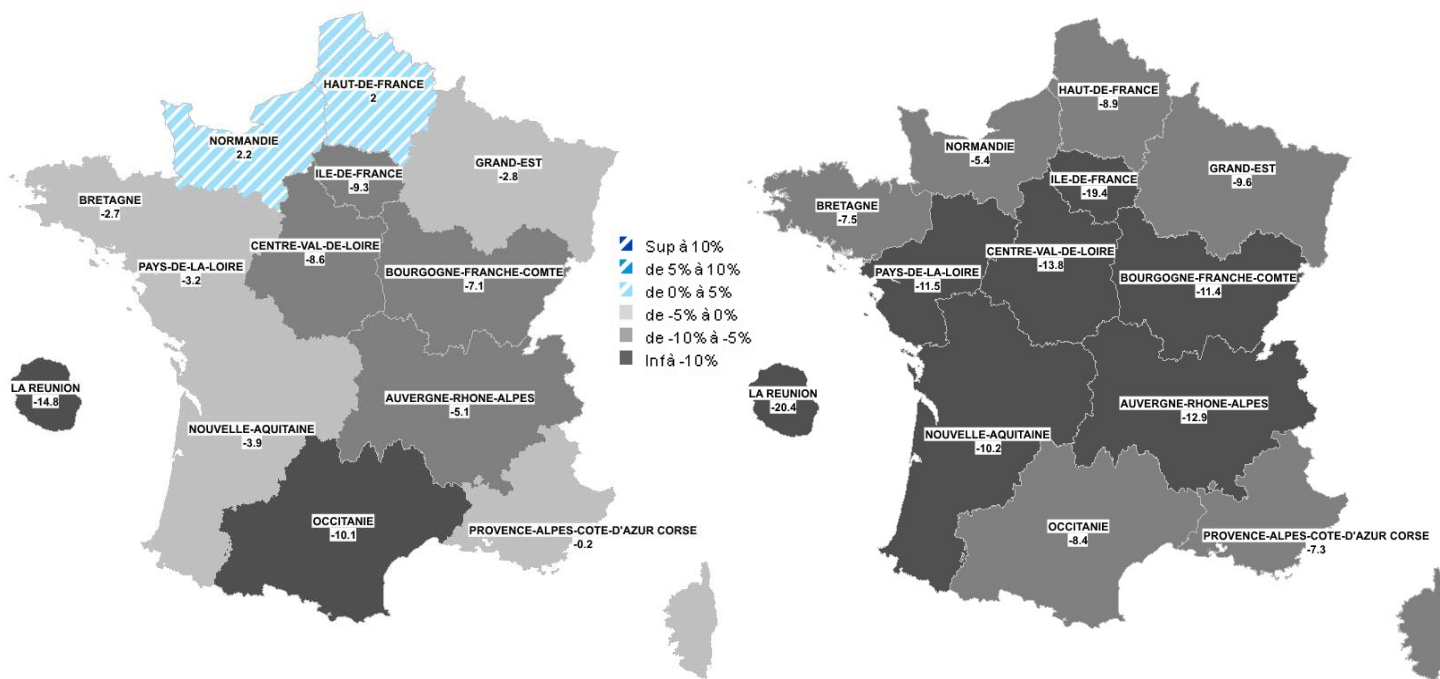 HAUT-DE-FRANCE
2
NORMANDIE
2.2
GRAND-EST
-2.8
ILE-DE-FRANCE
-9.3
BRETAGNE
-2.7
CENTRE-VAL-DE-LOIRE
-8.6
PAYS-DE-LA-LOIRE
-3.2
BOURGOGNE-FRANCHE-COMTE
-7.1
LA REUNION
-14.8
AUVERGNE-RHONE-ALPES
-5.1
NOUVELLE-AQUITAINE
-3.9
OCCITANIE
-10.1
PROVENCE-ALPES-COTE-D'AZUR CORSE
-0.2
Sup à 10%
de 5% à 10%
de 0% à 5%
de -5% à 0%
de -10% à -5%
Inf à -10%
HAUT-DE-FRANCE
-8.9
NORMANDIE
-5.4
GRAND-EST
-9.6
ILE-DE-FRANCE
-19.4
BRETAGNE
-7.5
CENTRE-VAL-DE-LOIRE
-13.8
PAYS-DE-LA-LOIRE
-11.5
BOURGOGNE-FRANCHE-COMTE
-11.4
LA REUNION
-20.4
AUVERGNE-RHONE-ALPES
-12.9
NOUVELLE-AQUITAINE
-10.2
OCCITANIE
-8.4
PROVENCE-ALPES-COTE-D'AZUR CORSE
-7.3